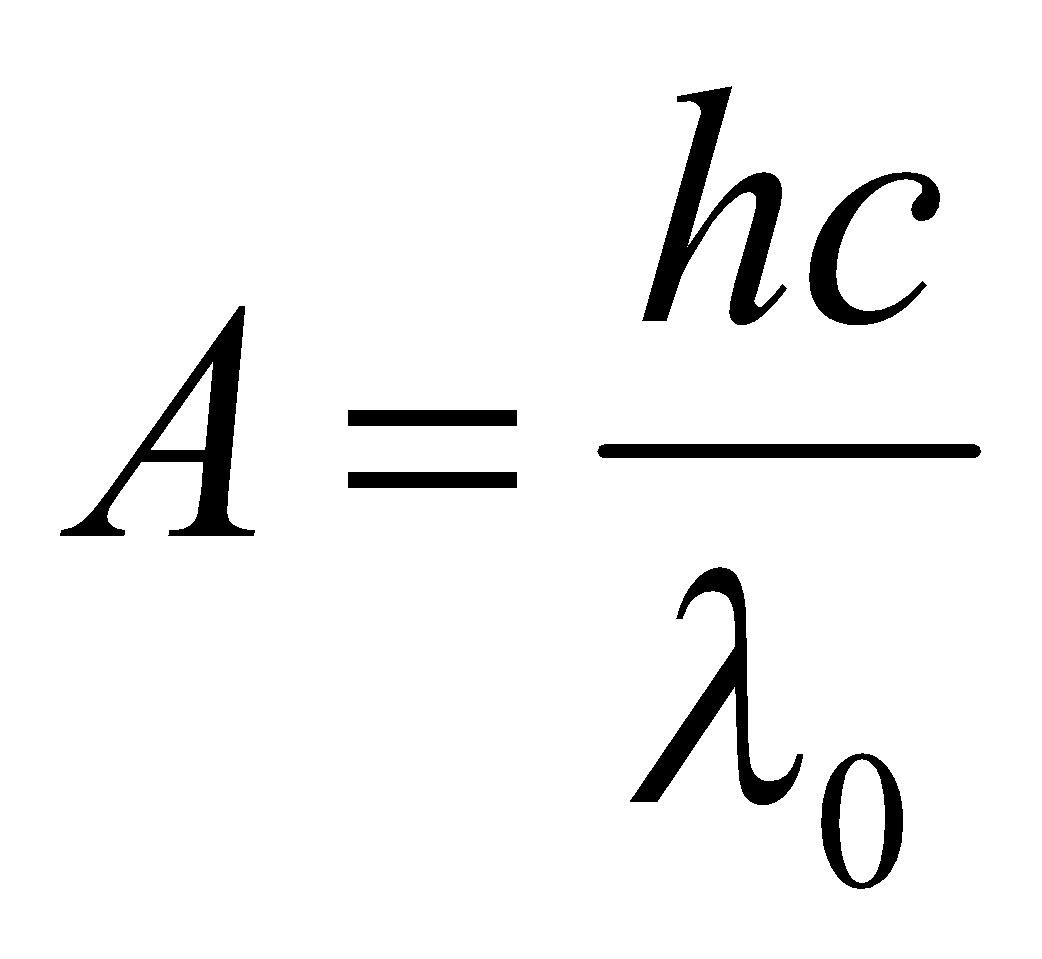 A = hc / λ₀